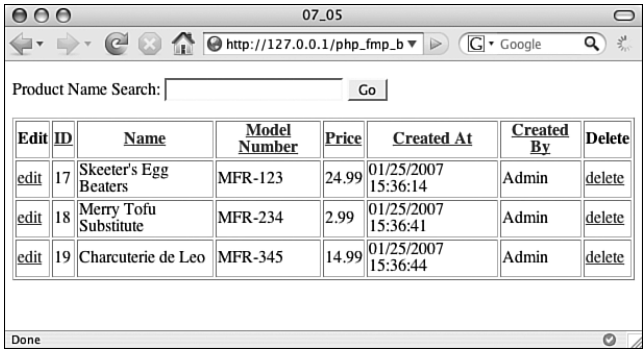 07_05
http://127.0.0.1/php_fmp_b
G Google
Product Name Search: Go
Edit ID Name Model Number Price Created At Created By Delete
edit 17 Skeeter's Egg Beaters MFR-123 24.99 01/25/2007 15:36:14 Admin delete
edit 18 Merry Tofu Substitute MFR-234 2.99 01/25/2007 15:36:41 Admin delete
edit 19 Charcuterie de Leo MFR-345 14.99 01/25/2007 15:36:44 Admin delete
Done